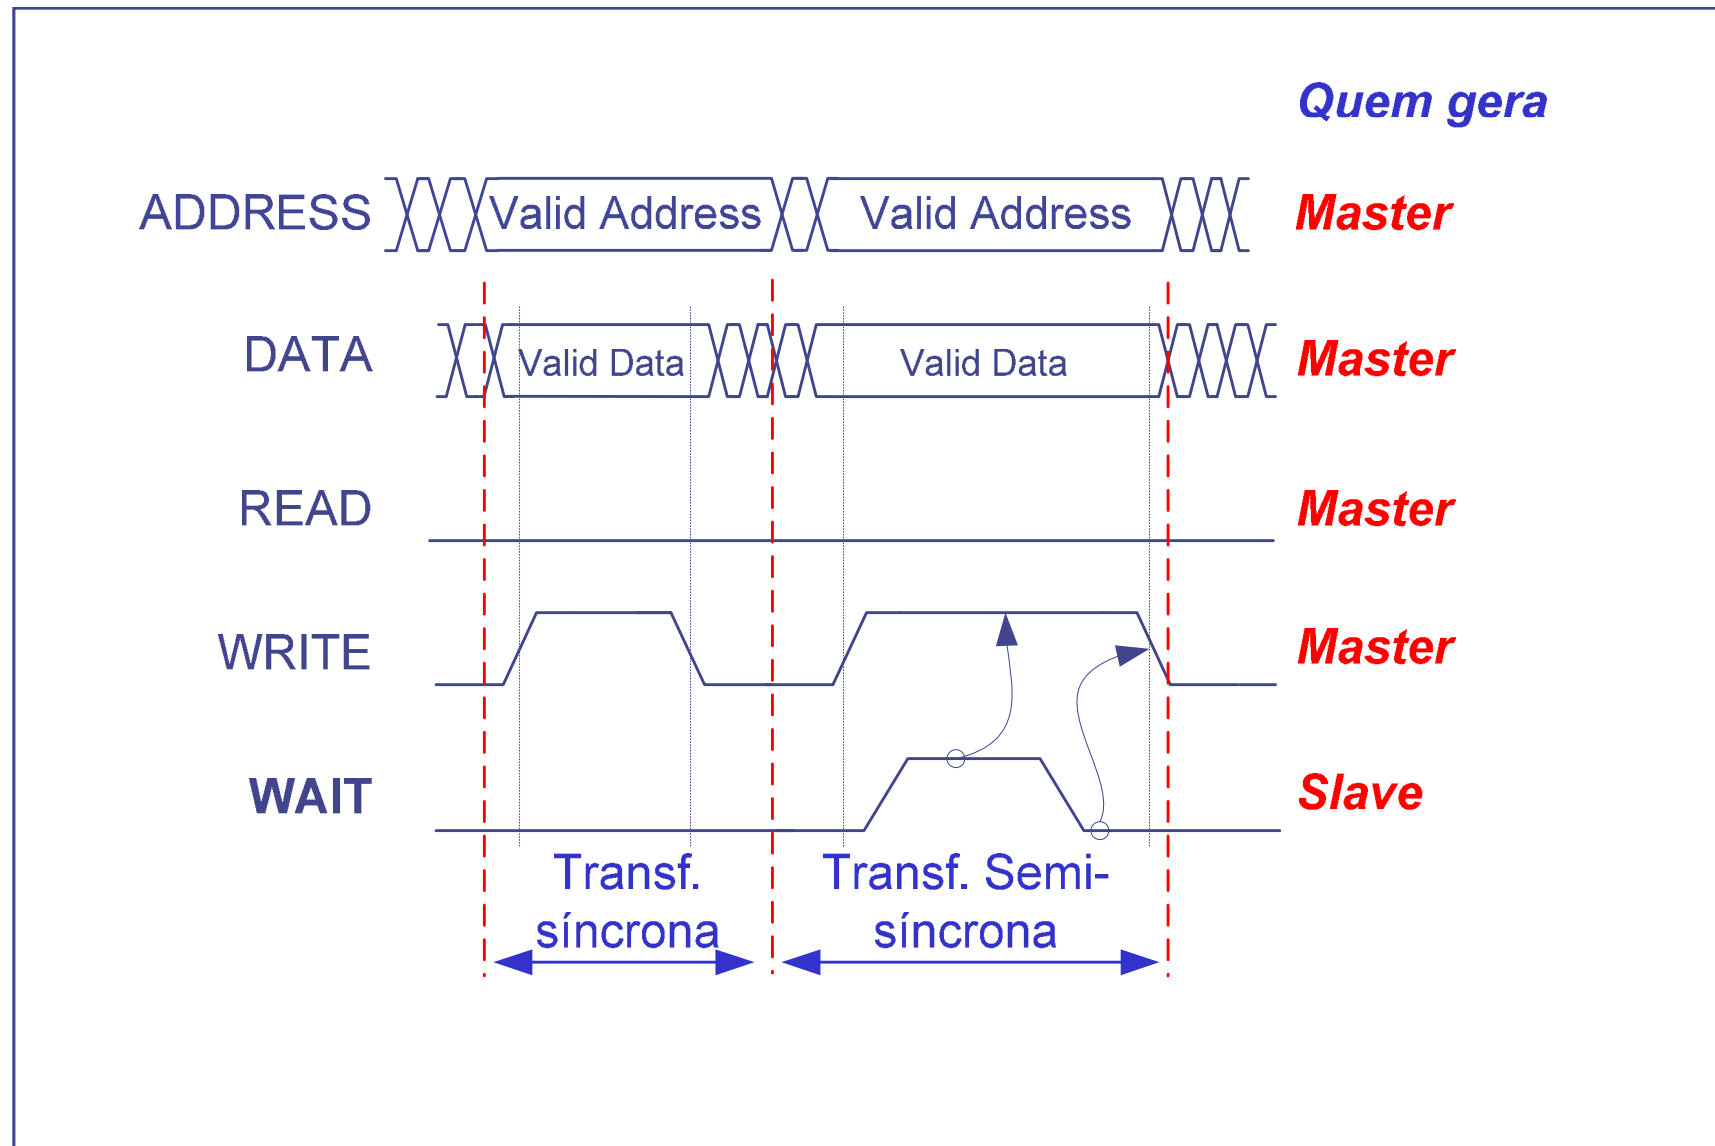 Quem gera
ADDRESS Valid Address Valid Address Master
DATA Valid Data Valid Data Master
READ Master
WRITE Master
WAIT Slave
Transf. Transf. Semi-
síncrona síncrona